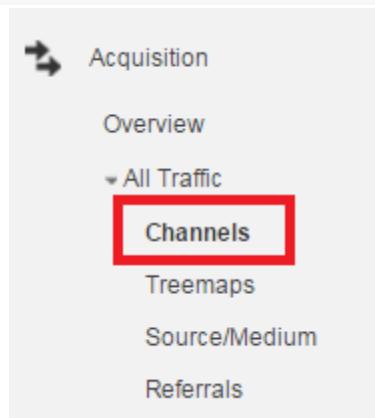 Acquisition
Overview
All Traffic
Channels
Treemaps
Source/Medium
Referrals